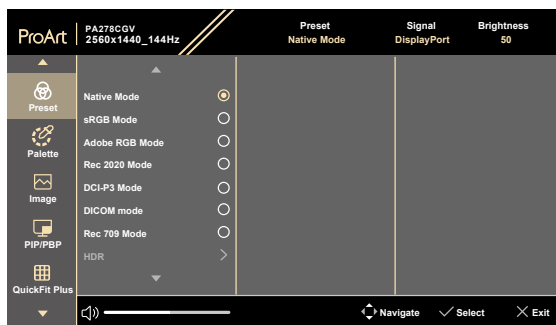 ProArt
PA278CGV
2560x1440_144Hz
Preset
Native Mode
Signal
DisplayPort
Brightness
50
Preset
Palette
Image
PIP/PBP
QuickFit Plus
Native Mode
sRGB Mode
Adobe RGB Mode
Rec 2020 Mode
DCI-P3 Mode
DICOM mode
Rec 709 Mode
HDR
Navigate
Select
Exit